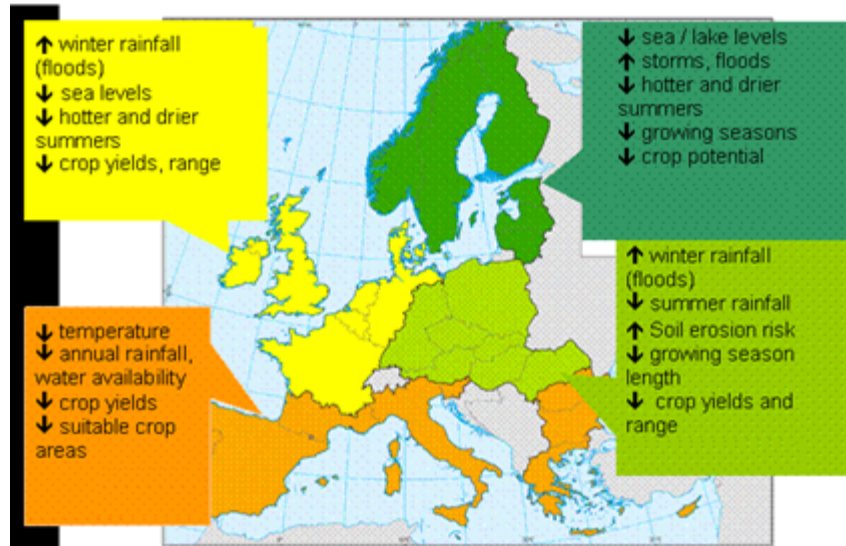 ↑ winter rainfall
(floods)
↓ sea levels
↓ hotter and drier
summers
↓ crop yields, range
↓ sea / lake levels
↑ storms, floods
↓ hotter and drier
summers
↓ growing seasons
↓ crop potential
↓ temperature
↓ annual rainfall,
water availability
↓ crop yields
↓ suitable crop
areas
↑ winter rainfall
(floods)
↓ summer rainfall
↑ Soil erosion risk
↓ growing season
length
↓ crop yields and
range